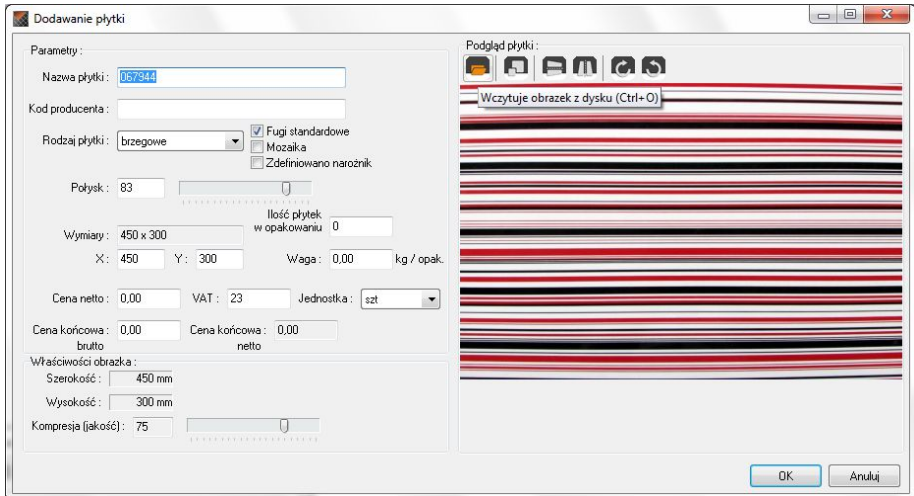 Dodawanie płytki
Parametry :
Nazwa płytki : 067944
Kod producenta :
Rodzaj płytki : brzegowe
Fugi standardowe
Mozaika
Zdefiniowano narożnik
Połysk : 83
Ilość płytek
w opakowaniu 0
Wymiary : 450 x 300
X : 450 Y : 300 Waga : 0,00 kg / opak.
Cena netto : 0,00 VAT : 23 Jednostka : szt
Cena końcowa : 0,00 Cena końcowa : 0,00
brutto netto
Właściwości obrazka :
Szerokość : 450 mm
Wysokość : 300 mm
Kompresja (jakość) : 75
Podgląd płytki :
Wczytuje obrazek z dysku (Ctrl+O)
OK Anuluj